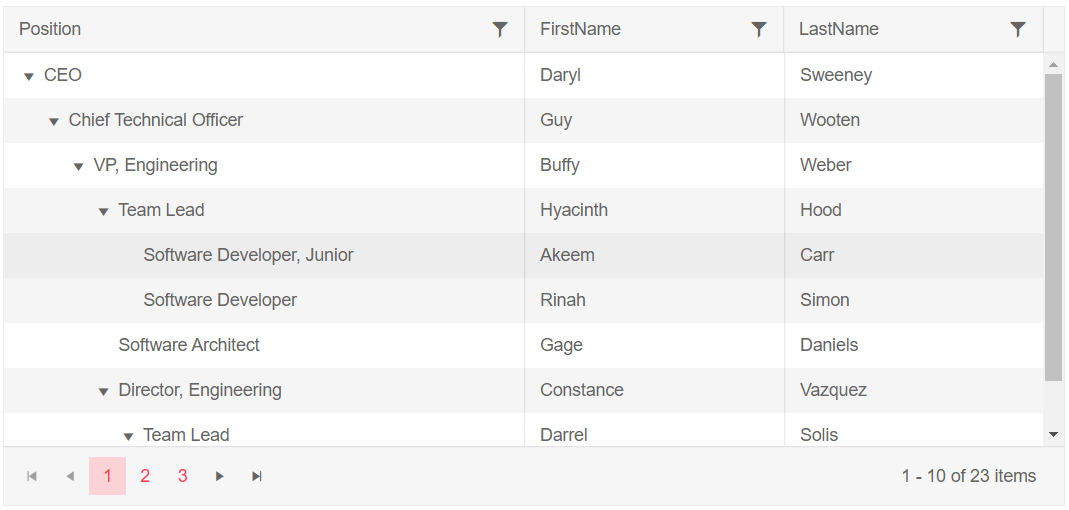 Position FirstName LastName
CEO Daryl Sweeney
Chief Technical Officer Guy Wooten
VP, Engineering Buffy Weber
Team Lead Hyacinth Hood
Software Developer, Junior Akeem Carr
Software Developer Rinah Simon
Software Architect Gage Daniels
Director, Engineering Constance Vazquez
Team Lead Darrel Solis
1 2 3 1 - 10 of 23 items